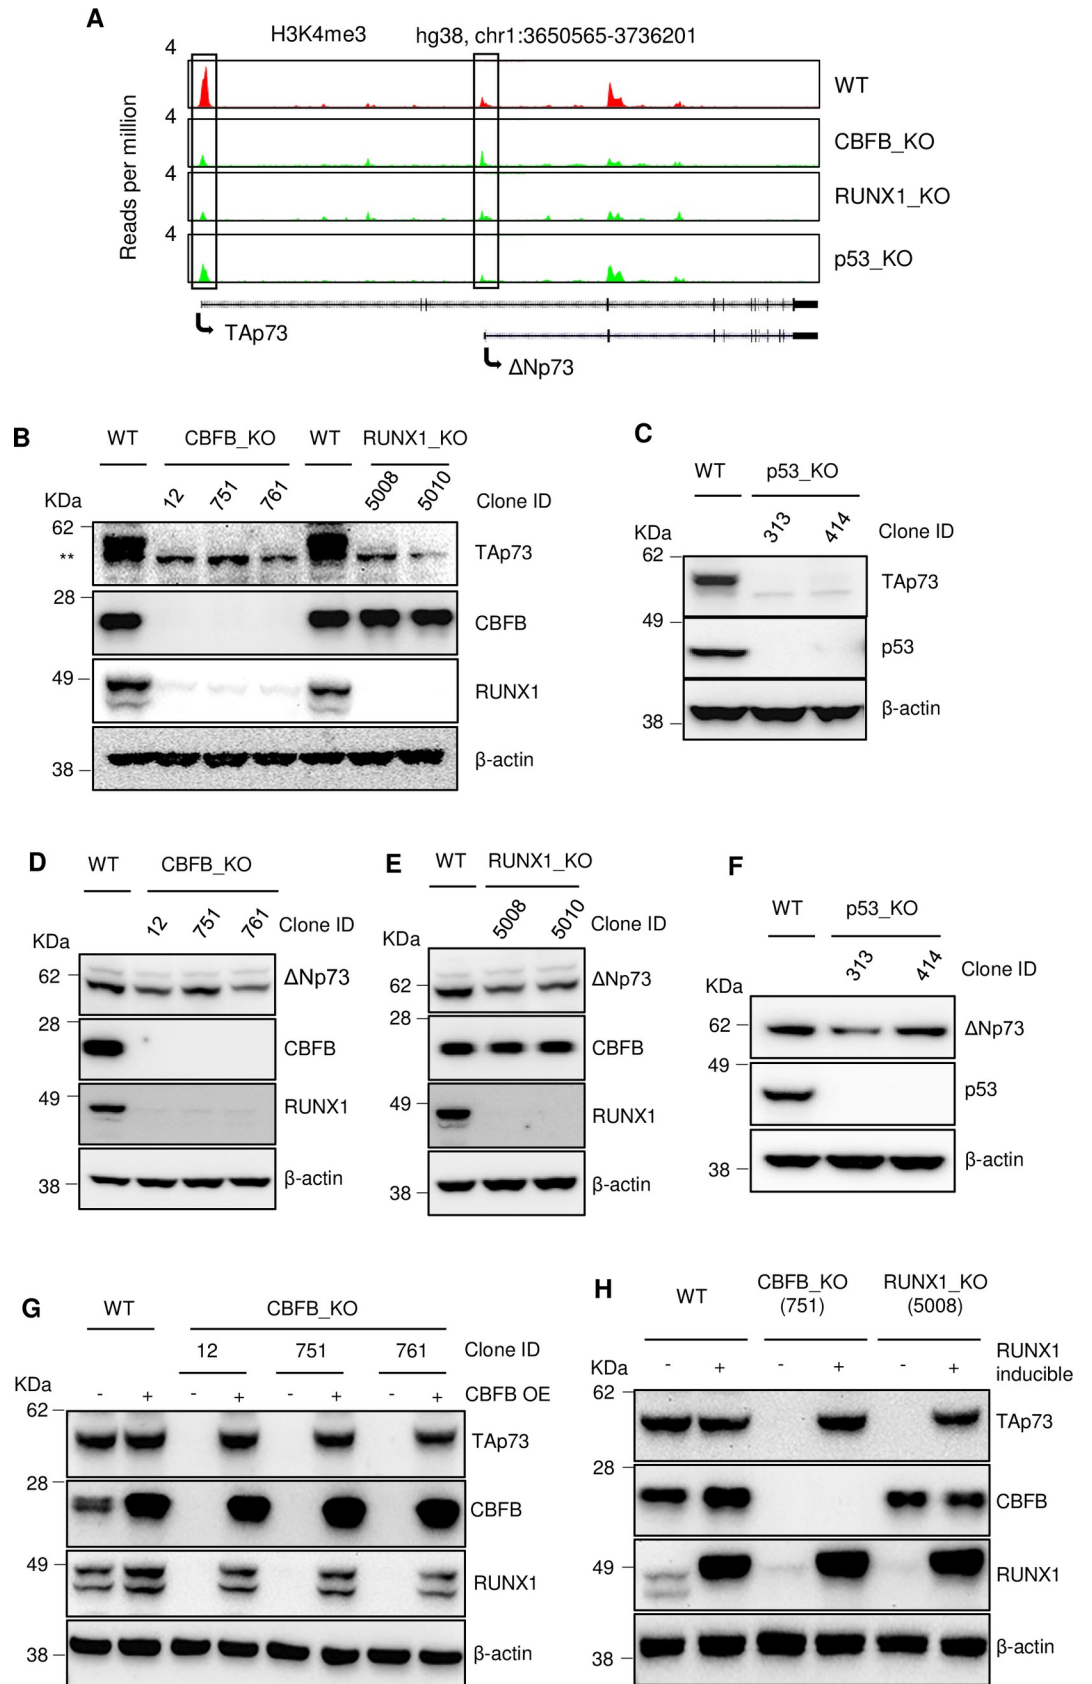 A
H3K4me3 hg38, chr1:3650565-3736201
Reads per million
4
WT
4
CBFB_KO
4
RUNX1_KO
4
p53_KO
TAp73
ΔNp73
B
WT CBFB_KO WT RUNX1_KO
KDa 12 751 761 5008 5010 Clone ID
62
** TAp73
28
CBFB
49
RUNX1
38 β-actin
C
WT p53_KO
KDa 313 414 Clone ID
62
TAp73
49
p53
38 β-actin
D
WT CBFB_KO
KDa 12 751 761 Clone ID
62 ΔNp73
28
CBFB
49 RUNX1
38 β-actin
E
WT RUNX1_KO
KDa 5008 5010 Clone ID
62 ΔNp73
28
CBFB
49 RUNX1
38 β-actin
F
WT p53_KO
KDa 313 414 Clone ID
62 ΔNp73
49
p53
38 β-actin
G
WT CBFB_KO
12 751 761 Clone ID
KDa - + - + - + - + CBFB OE
62
TAp73
28
CBFB
49
RUNX1
38 β-actin
H
WT CBFB_KO (751) RUNX1_KO (5008)
KDa - + - + - + RUNX1 inducible
62
TAp73
28
CBFB
49 RUNX1
38 β-actin